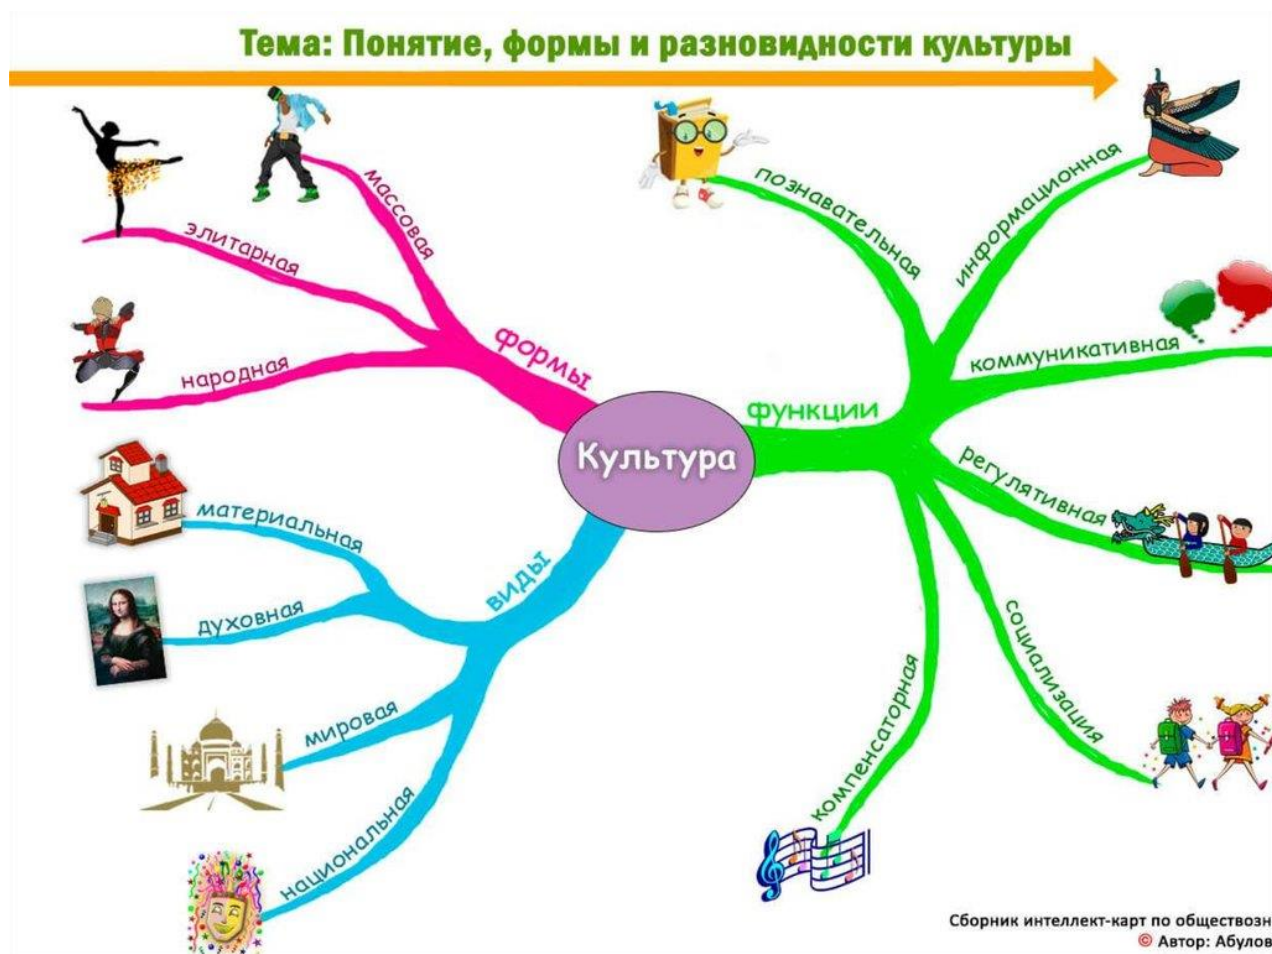 Тема: Понятие, формы и разновидности культуры
массовая
элитарная
народная
формы
Культура
виды
материальная
духовная
мировая
национальная
функции
познавательная
информационная
коммуникативная
регулятивная
социализация
компенсаторная
Сборник интеллект-карт по обществозн
© Автор: Абулов